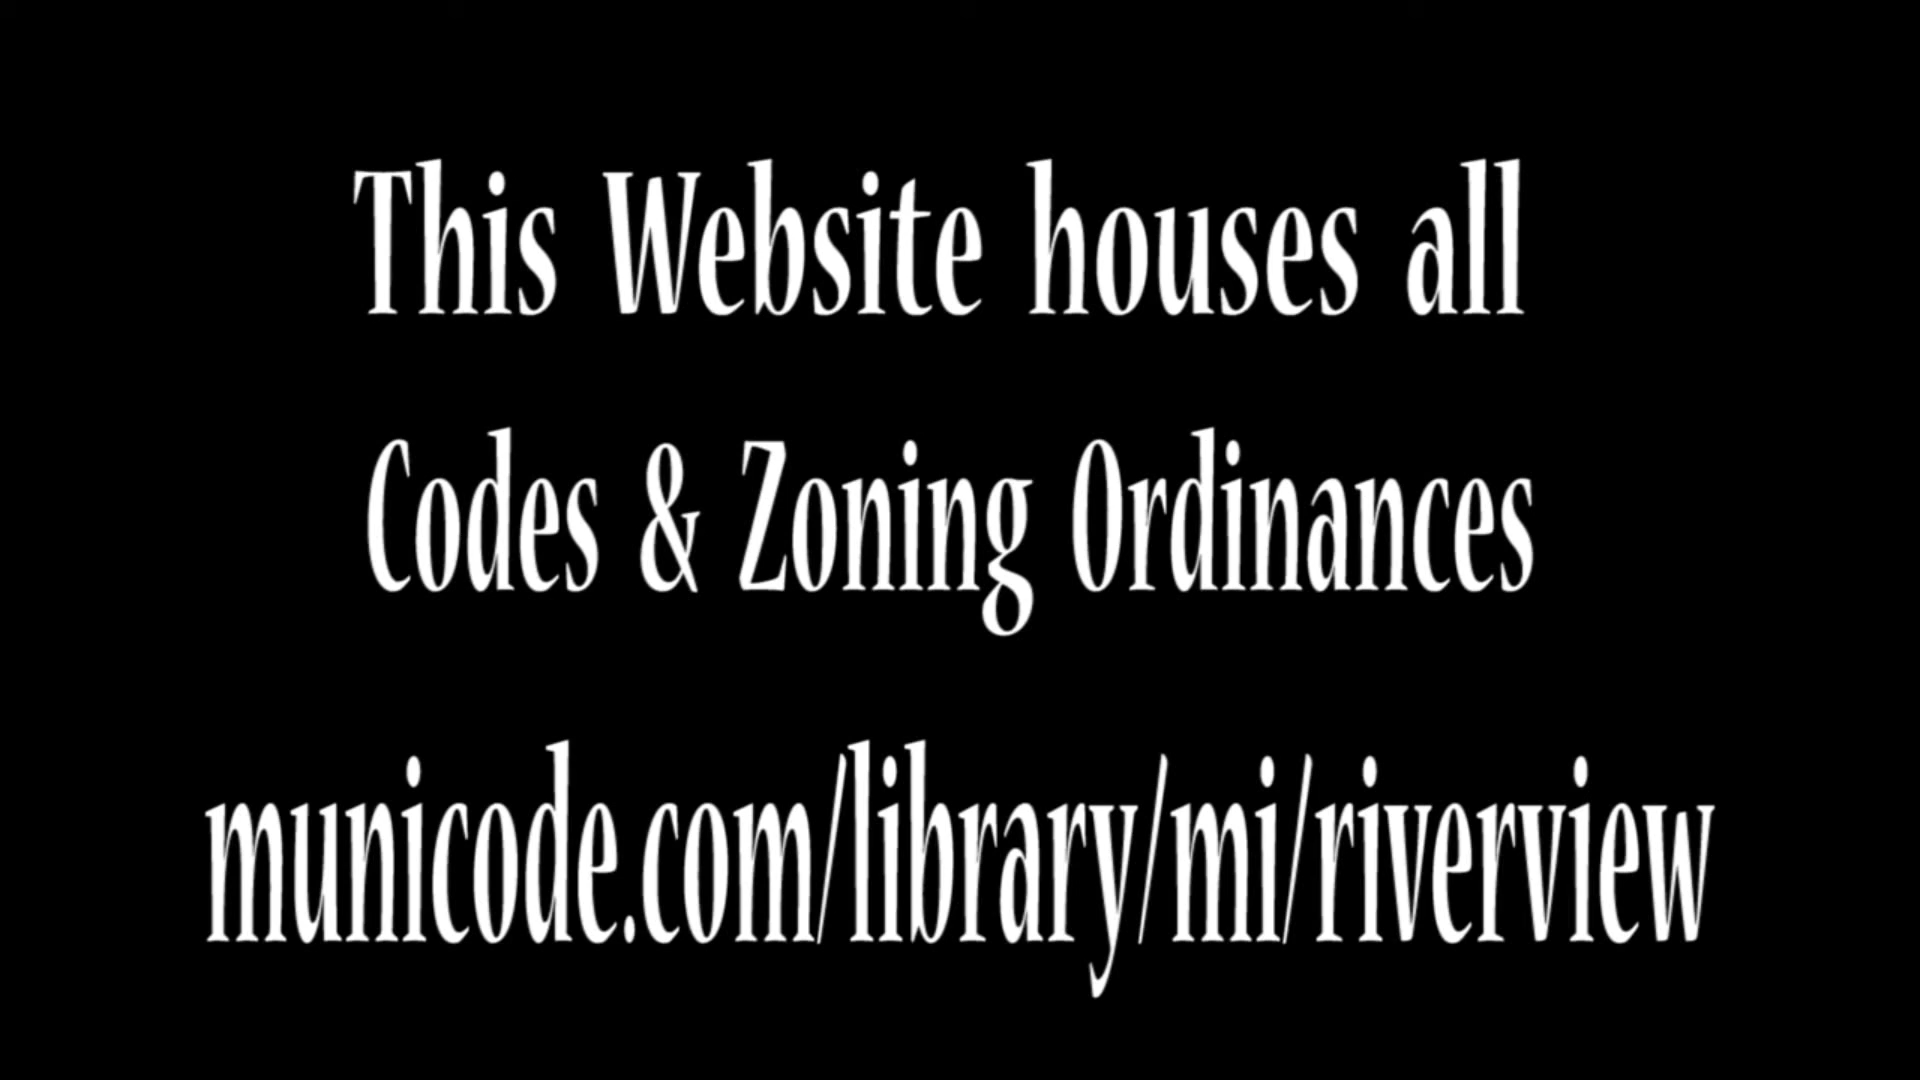 This Website houses all
Codes & Zoning Ordinances
municode.com/library/mi/riverview